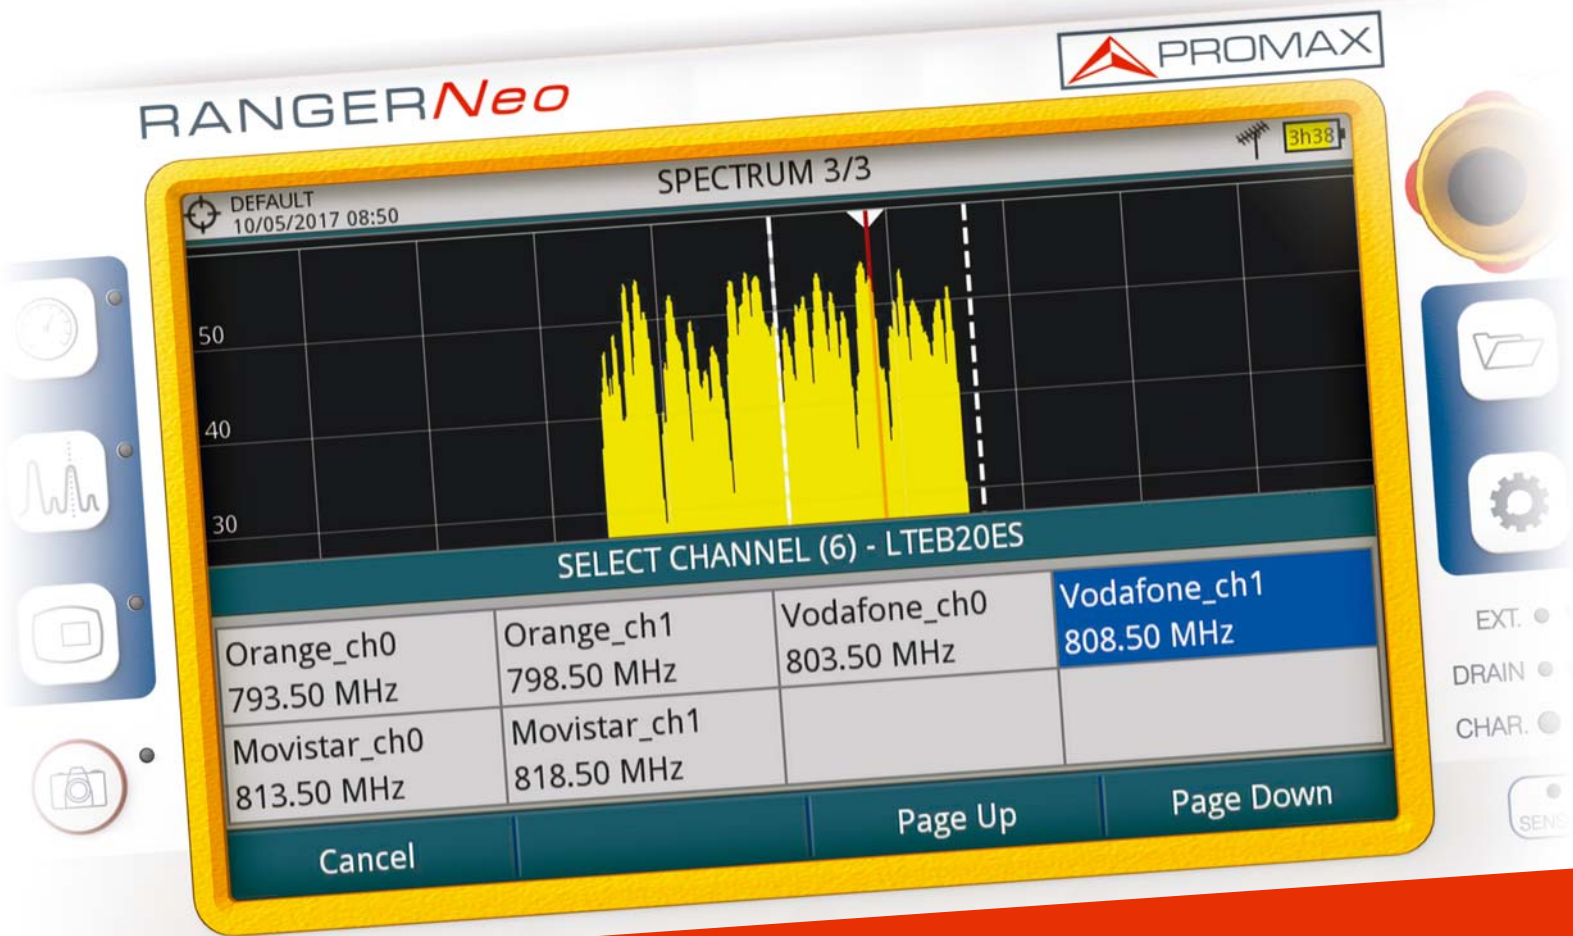 RANGERNeo
PROMAX
DEFAULT
10/05/2017 08:50
SPECTRUM 3/3
3h38
50
40
30
SELECT CHANNEL (6) - LTEB20ES
Orange_ch0
793.50 MHz
Orange_ch1
798.50 MHz
Vodafone_ch0
803.50 MHz
Vodafone_ch1
808.50 MHz
Movistar_ch0
813.50 MHz
Movistar_ch1
818.50 MHz
Cancel
Page Up
Page Down
EXT.
DRAIN
CHAR.
SENS